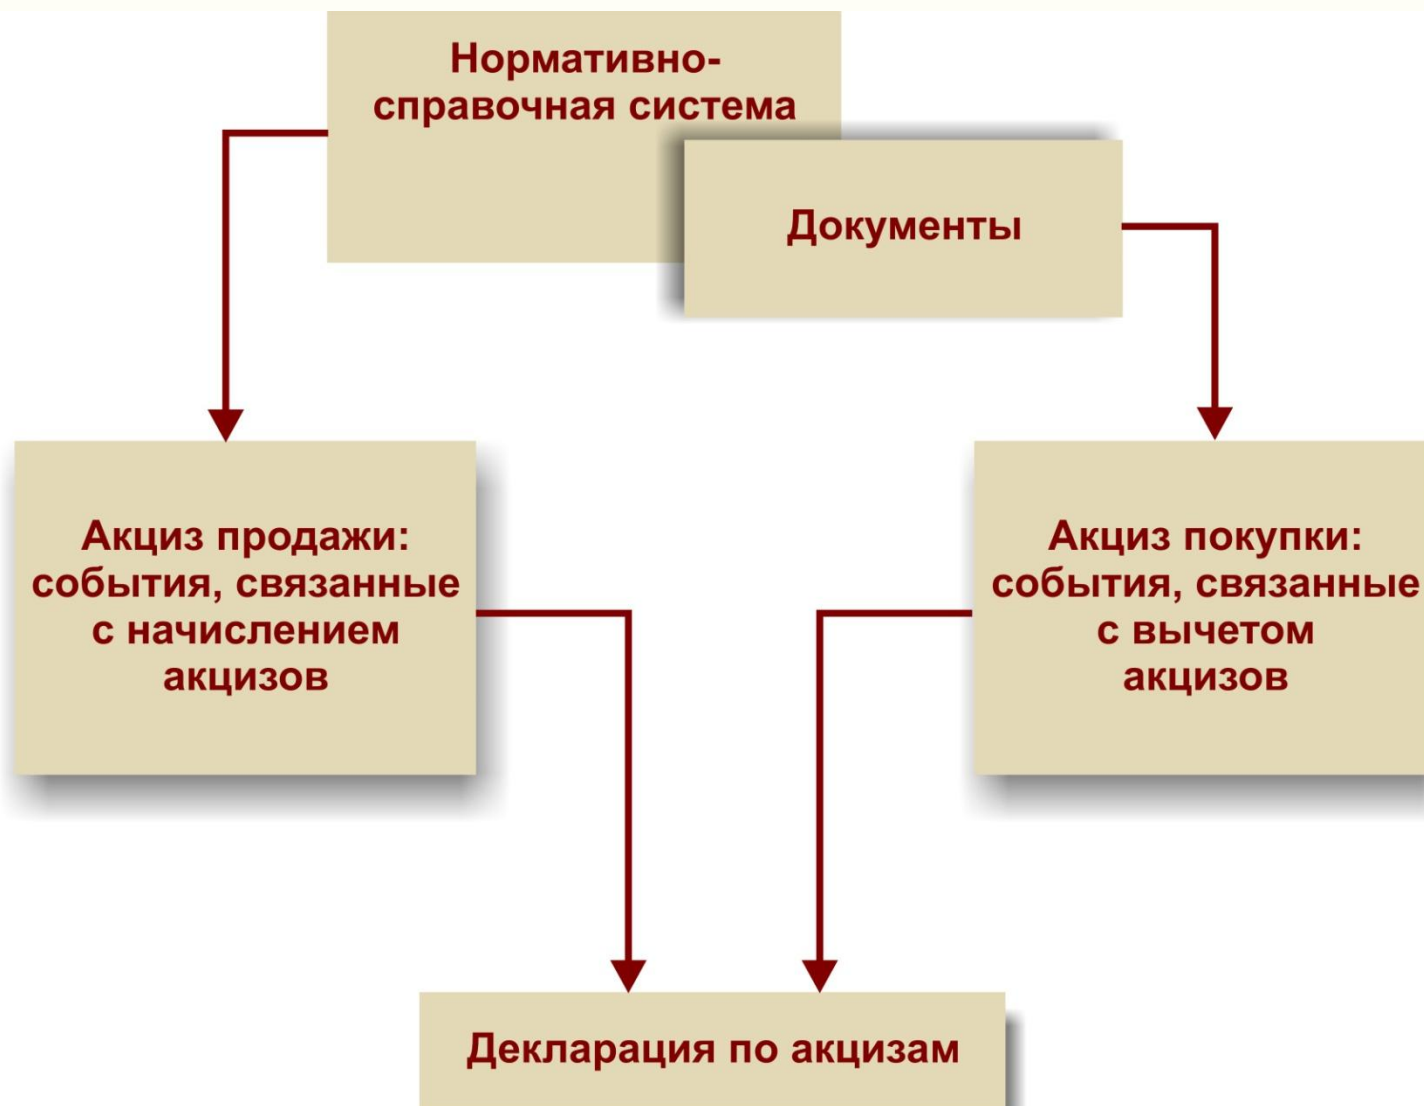 Нормативно-
справочная система
Документы
Акциз продажи:
события, связанные
с начислением
акцизов
Акциз покупки:
события, связанные
с вычетом
акцизов
Декларация по акцизам